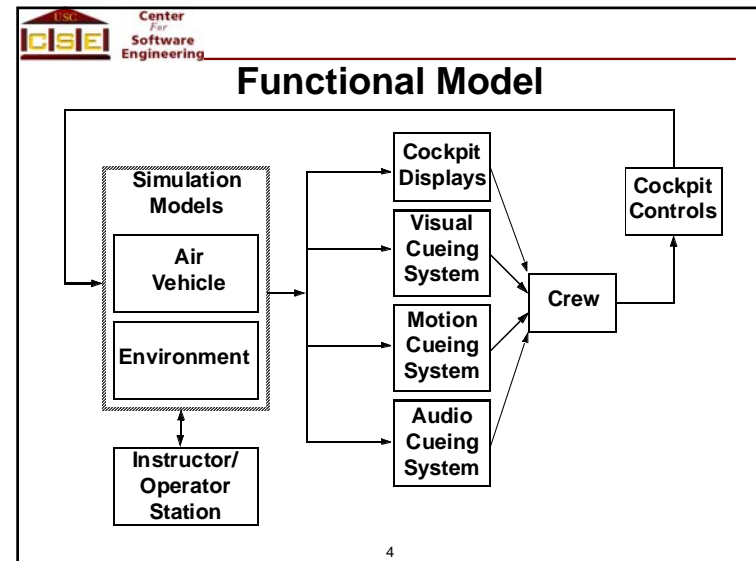 USC
CSE
Center
For
Software
Engineering
Functional Model
Simulation
Models
Air
Vehicle
Environment
Instructor/
Operator
Station
Cockpit
Displays
Visual
Cueing
System
Motion
Cueing
System
Audio
Cueing
System
Crew
Cockpit
Controls
4